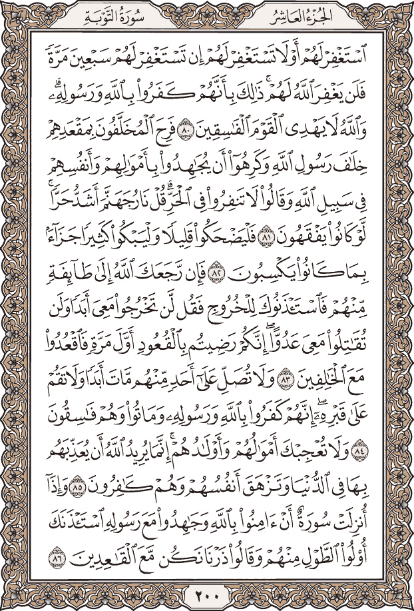 الجزء العاشر
سورة التوبة
ٱسْتَغْفِرْ لَهُمْ أَوْ لَا تَسْتَغْفِرْ لَهُمْ إِن تَسْتَغْفِرْ لَهُمْ سَبْعِينَ مَرَّةً
فَلَن يَغْفِرَ ٱللَّهُ لَهُمْ ۚ ذَٰلِكَ بِأَنَّهُمْ كَفَرُوا۟ بِٱللَّهِ وَرَسُولِهِۦ ۗ
وَٱللَّهُ لَا يَهْدِى ٱلْقَوْمَ ٱلْفَٰسِقِينَ ٨٠ فَرِحَ ٱلْمُخَلَّفُونَ بِمَقْعَدِهِمْ
خِلَٰفَ رَسُولِ ٱللَّهِ وَكَرِهُوٓا۟ أَن يُجَٰهِدُوا۟ بِأَمْوَٰلِهِمْ وَأَنفُسِهِمْ
فِى سَبِيلِ ٱللَّهِ وَقَالُوا۟ لَا تَنفِرُوا۟ فِى ٱلْحَرِّ ۗ قُلْ نَارُ جَهَنَّمَ أَشَدُّ حَرًّا ۚ
لَّوْ كَانُوا۟ يَفْقَهُونَ ٨١ فَلْيَضْحَكُوا۟ قَلِيلًا وَلْيَبْكُوا۟ كَثِيرًا جَزَآءًۢ
بِمَا كَانُوا۟ يَكْسِبُونَ ٨٢ فَإِن رَّجَعَكَ ٱللَّهُ إِلَىٰ طَآئِفَةٍ
مِّنْهُمْ فَٱسْتَـْٔذَنُوكَ لِلْخُرُوجِ فَقُل لَّن تَخْرُجُوا۟ مَعِىَ أَبَدًا وَلَن
تُقَٰتِلُوا۟ مَعِىَ عَدُوًّا ۖ إِنَّكُمْ رَضِيتُم بِٱلْقُعُودِ أَوَّلَ مَرَّةٍ فَٱقْعُدُوا۟
مَعَ ٱلْخَٰلِفِينَ ٨٣ وَلَا تُصَلِّ عَلَىٰٓ أَحَدٍ مِّنْهُم مَّاتَ أَبَدًا وَلَا تَقُمْ
عَلَىٰ قَبْرِهِۦٓ ۖ إِنَّهُمْ كَفَرُوا۟ بِٱللَّهِ وَرَسُولِهِۦ وَمَاتُوا۟ وَهُمْ فَٰسِقُونَ
٨٤ وَلَا تُعْجِبْكَ أَمْوَٰلُهُمْ وَأَوْلَٰدُهُمْ ۚ إِنَّمَا يُرِيدُ ٱللَّهُ أَن يُعَذِّبَهُم
بِهَا فِى ٱلدُّنْيَا وَتَزْهَقَ أَنفُسُهُمْ وَهُمْ كَٰفِرُونَ ٨٥ وَإِذَآ
أُنزِلَتْ سُورَةٌ أَنْ ءَامِنُوا۟ بِٱللَّهِ وَجَٰهِدُوا۟ مَعَ رَسُولِهِ ٱسْتَـْٔذَنَكَ
أُو۟لُوا۟ ٱلطَّوْلِ مِنْهُمْ وَقَالُوا۟ ذَرْنَا نَكُن مَّعَ ٱلْقَٰعِدِينَ ٨٦
٢٠٠